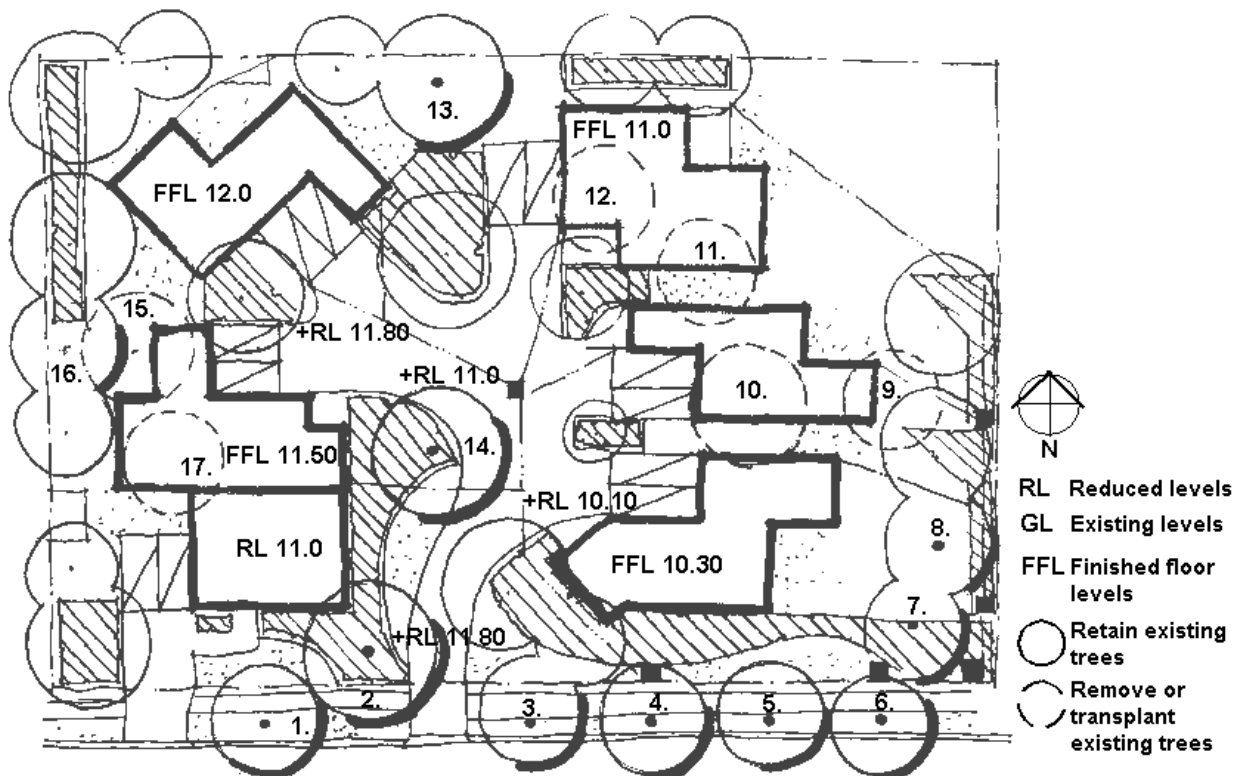 13.
FFL 11.0
FFL 12.0
12.
11.
15.
+RL 11.80
16.
+RL 11.0
10.
9.
14.
17.
FFL 11.50
+RL 10.10
RL 11.0
FFL 10.30
8.
7.
+RL 11.80
1.
2.
3.
4.
5.
6.
N
RL Reduced levels
GL Existing levels
FFL Finished floor
levels
Retain existing
trees
Remove or
transplant
existing trees